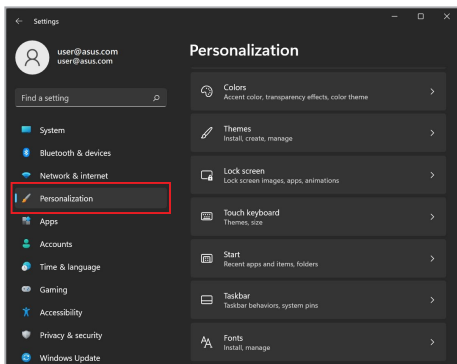 Settings
user@asus.com
user@asus.com
Find a setting
System
Bluetooth & devices
Network & internet
Personalization
Apps
Accounts
Time & language
Gaming
Accessibility
Privacy & security
Windows Update
Personalization
Colors
Accent color, transparency effects, color theme
Themes
Install, create, manage
Lock screen
Lock screen images, apps, animations
Touch keyboard
Themes, size
Start
Recent apps and items, folders
Taskbar
Taskbar behaviors, system pins
Fonts
Install, manage